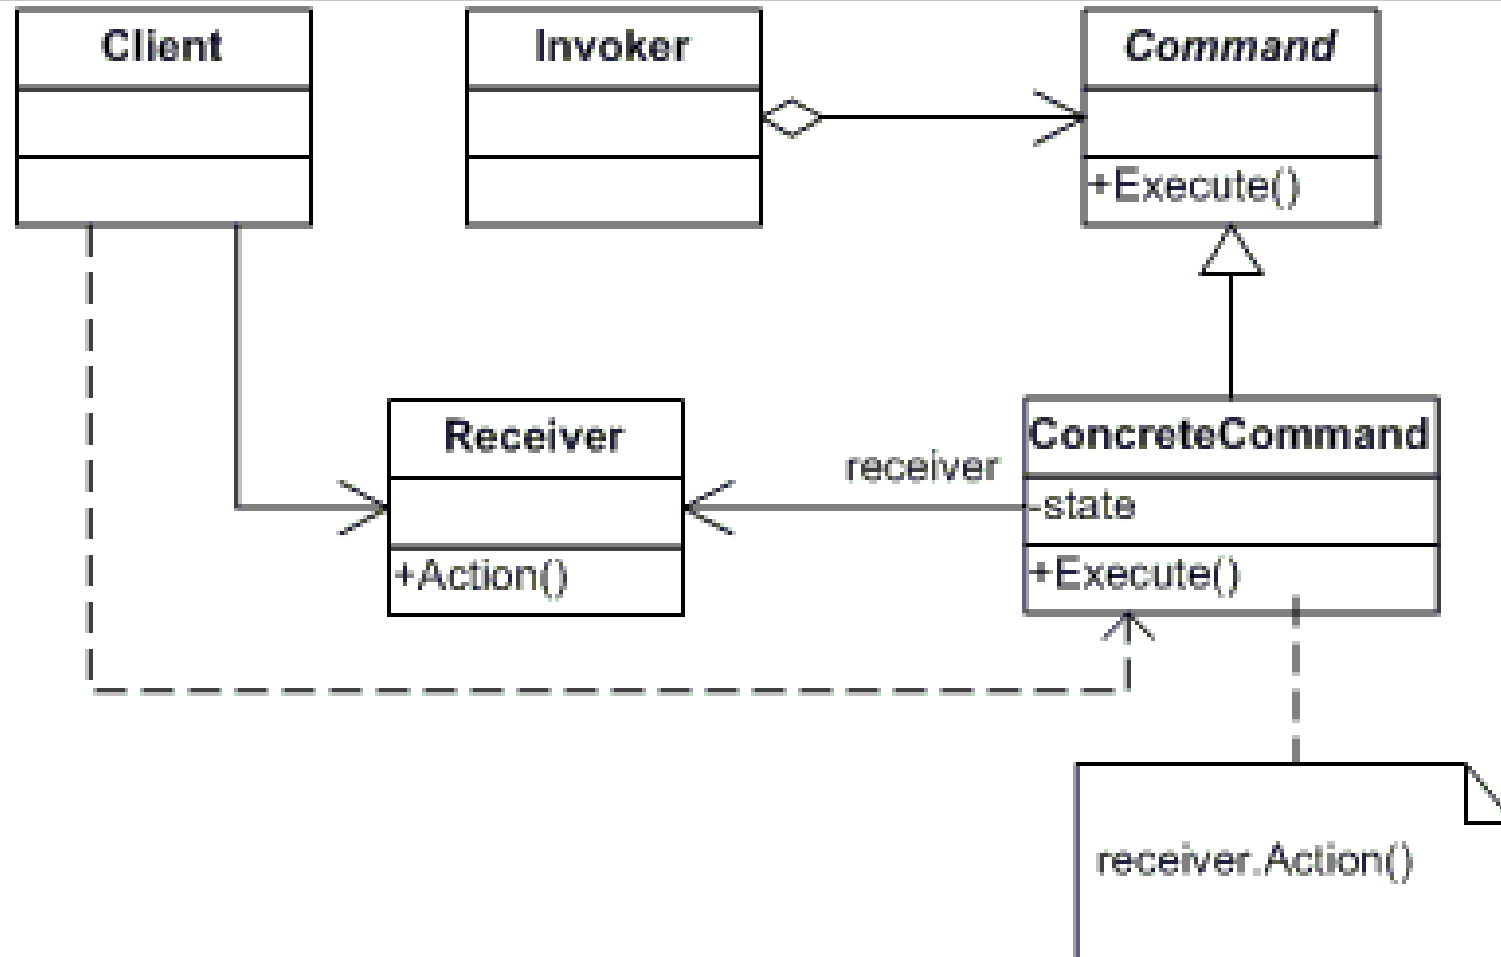 Client
Invoker
Command
+Execute()
Receiver
+Action()
receiver
ConcreteCommand
-state
+Execute()
receiver.Action()